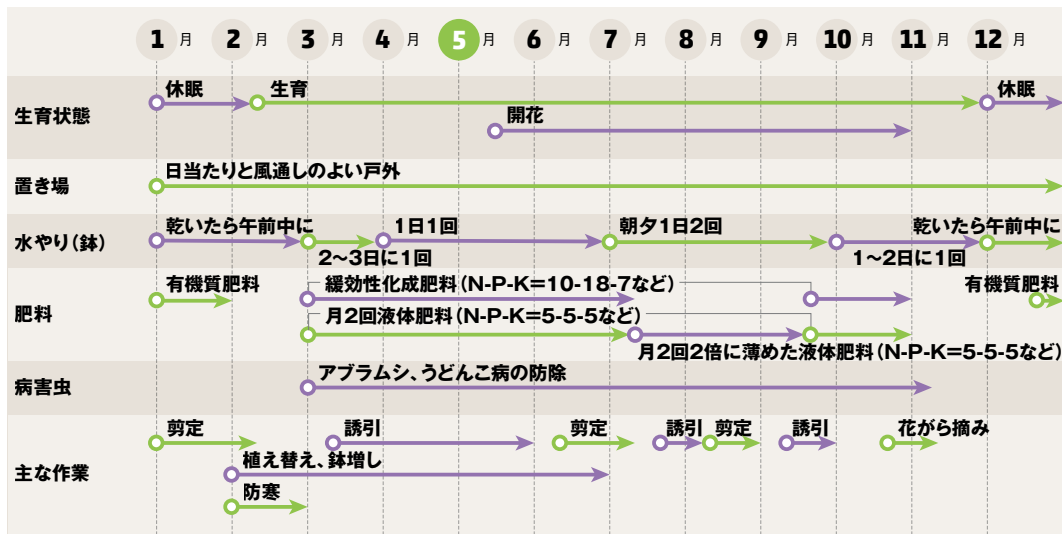 1月 2月 3月 4月 5月 6月 7月 8月 9月 10月 11月 12月
生育状態
休眠 生育 休眠
開花
置き場
日当たりと風通しのよい戸外
水やり(鉢)
乾いたら午前中に 1日1回 朝夕1日2回 乾いたら午前中に
2〜3日に1回 1〜2日に1回
肥料
有機質肥料 緩効性化成肥料(N-P-K=10-18-7など) 有機質肥料
月2回液体肥料(N-P-K=5-5-5など)
月2回2倍に薄めた液体肥料(N-P-K=5-5-5など)
病害虫
アブラムシ、うどんこ病の防除
主な作業
剪定 誘引 剪定 誘引 剪定 誘引 花がら摘み
植え替え、鉢増し
防寒